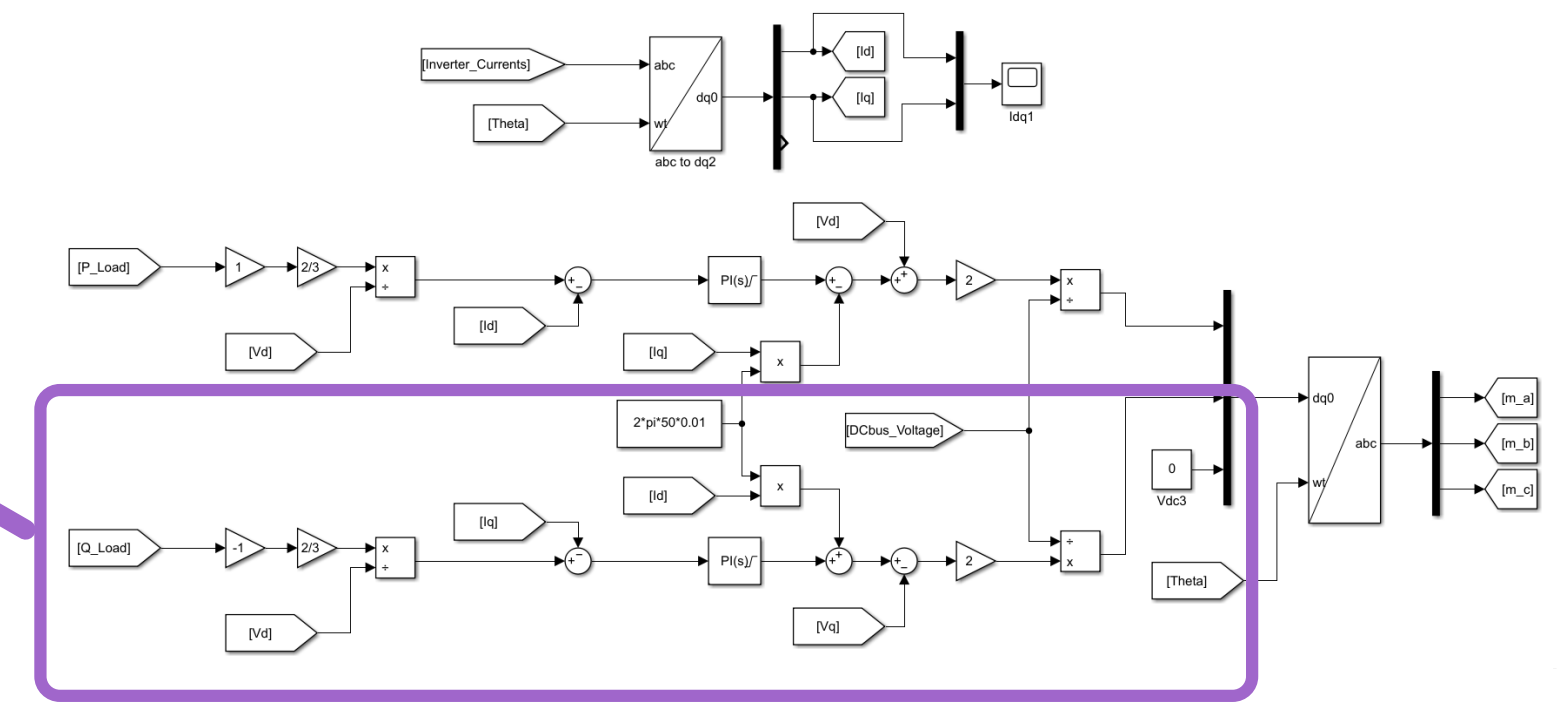 [Inverter_Currents]
abc
[Id]
dq0
[Iq]
[Theta]
wt
Idq1
abc to dq2
[Vd]
[P_Load]
1
2/3
x
÷
+
−
PI(s)
+
−
+
+
2
x
÷
[Id]
[Vd]
[Iq]
x
2*pi*50*0.01
[DCbus_Voltage]
dq0
[m_a]
abc
[m_b]
0
Vdc3
wt
[m_c]
x
[Id]
[Iq]
[Q_Load]
-1
2/3
x
÷
+
−
PI(s)
+
+
+
−
2
÷
x
[Theta]
[Vd]
[Vq]